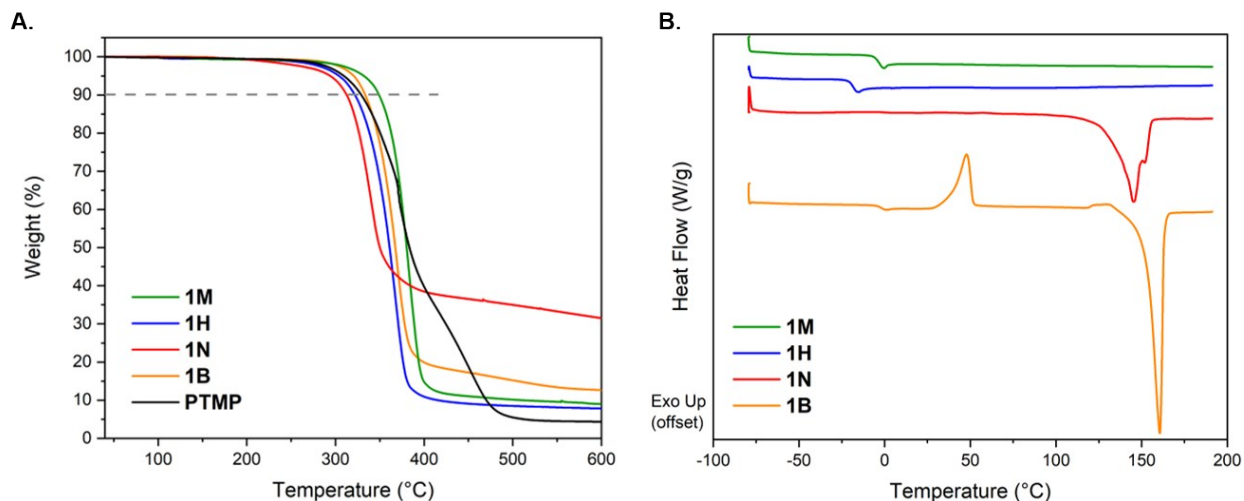 A.
100
90
80
70
60
50
40
30
20
10
0
Weight (%)
1M
1H
1N
1B
PTMP
100
200
300
400
500
600
Temperature (°C)
B.
Heat Flow (W/g)
1M
1H
1N
1B
Exo Up
(offset)
-100
-50
0
50
100
150
200
Temperature (°C)